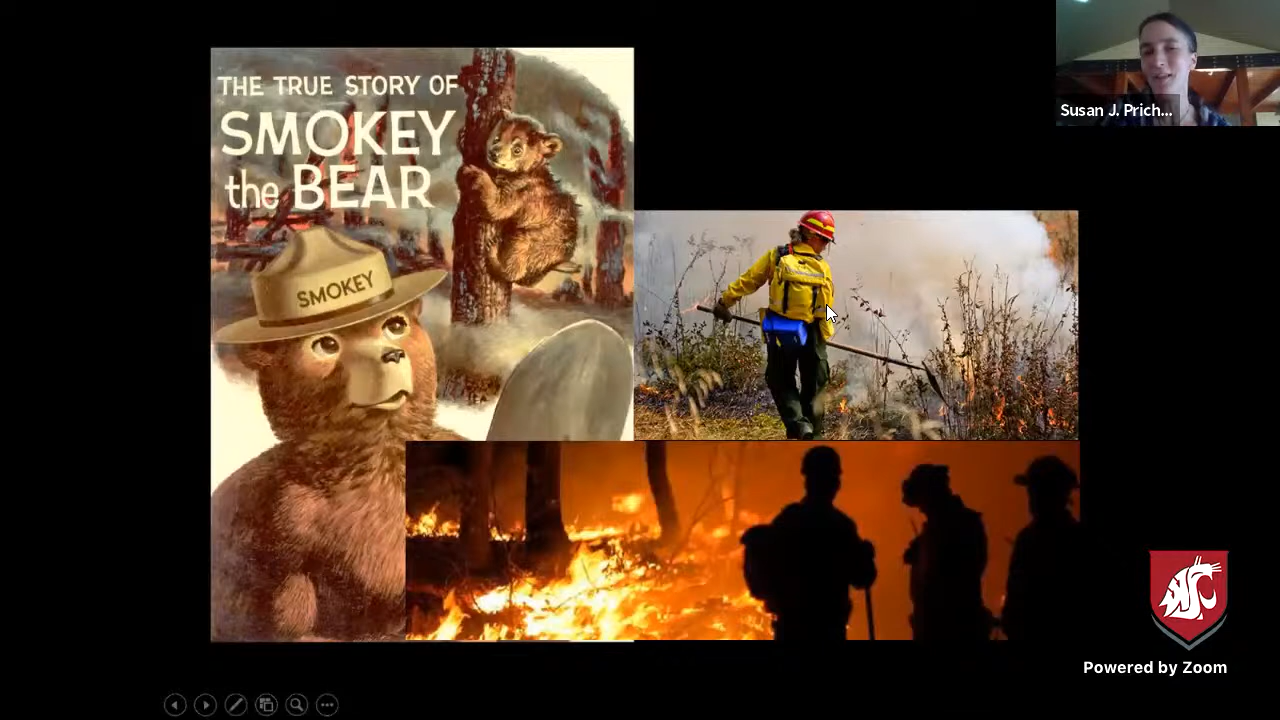 THE TRUE STORY OF
SMOKEY
the BEAR
SMOKEY
Susan J. Prich...
Powered by Zoom